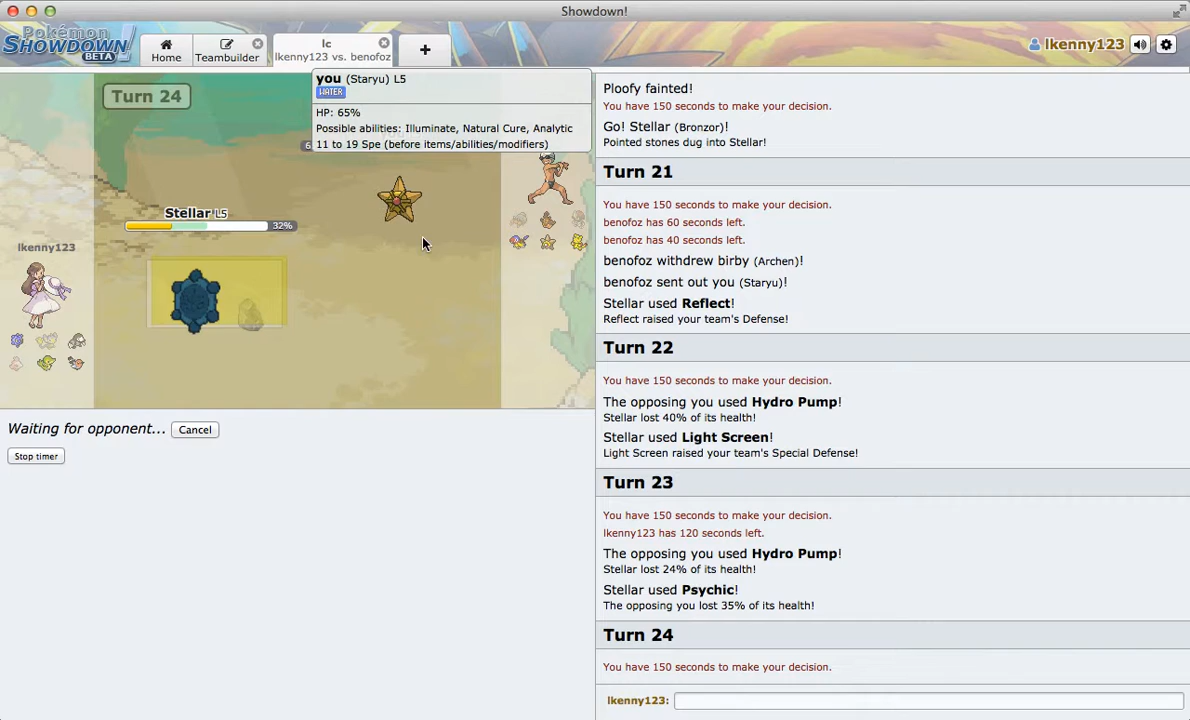 Showdown!
Pokémon
SHOWDOWN!
BETA
Home
Teambuilder
lc
lkenny123 vs. benofoz
+
lkenny123
Turn 24
you (Staryu) L5
WATER
HP: 65%
Possible abilities: Illuminate, Natural Cure, Analytic
11 to 19 Spe (before items/abilities/modifiers)
Stellar L5
32%
lkenny123
Waiting for opponent... Cancel
Stop timer
Ploofy fainted!
You have 150 seconds to make your decision.
Go! Stellar (Bronzor)!
Pointed stones dug into Stellar!
Turn 21
You have 150 seconds to make your decision.
benofoz has 60 seconds left.
benofoz has 40 seconds left.
benofoz withdrew birby (Archen)!
benofoz sent out you (Staryu)!
Stellar used Reflect!
Reflect raised your team's Defense!
Turn 22
You have 150 seconds to make your decision.
The opposing you used Hydro Pump!
Stellar lost 40% of its health!
Stellar used Light Screen!
Light Screen raised your team's Special Defense!
Turn 23
You have 150 seconds to make your decision.
lkenny123 has 120 seconds left.
The opposing you used Hydro Pump!
Stellar lost 24% of its health!
Stellar used Psychic!
The opposing you lost 35% of its health!
Turn 24
You have 150 seconds to make your decision.
lkenny123: